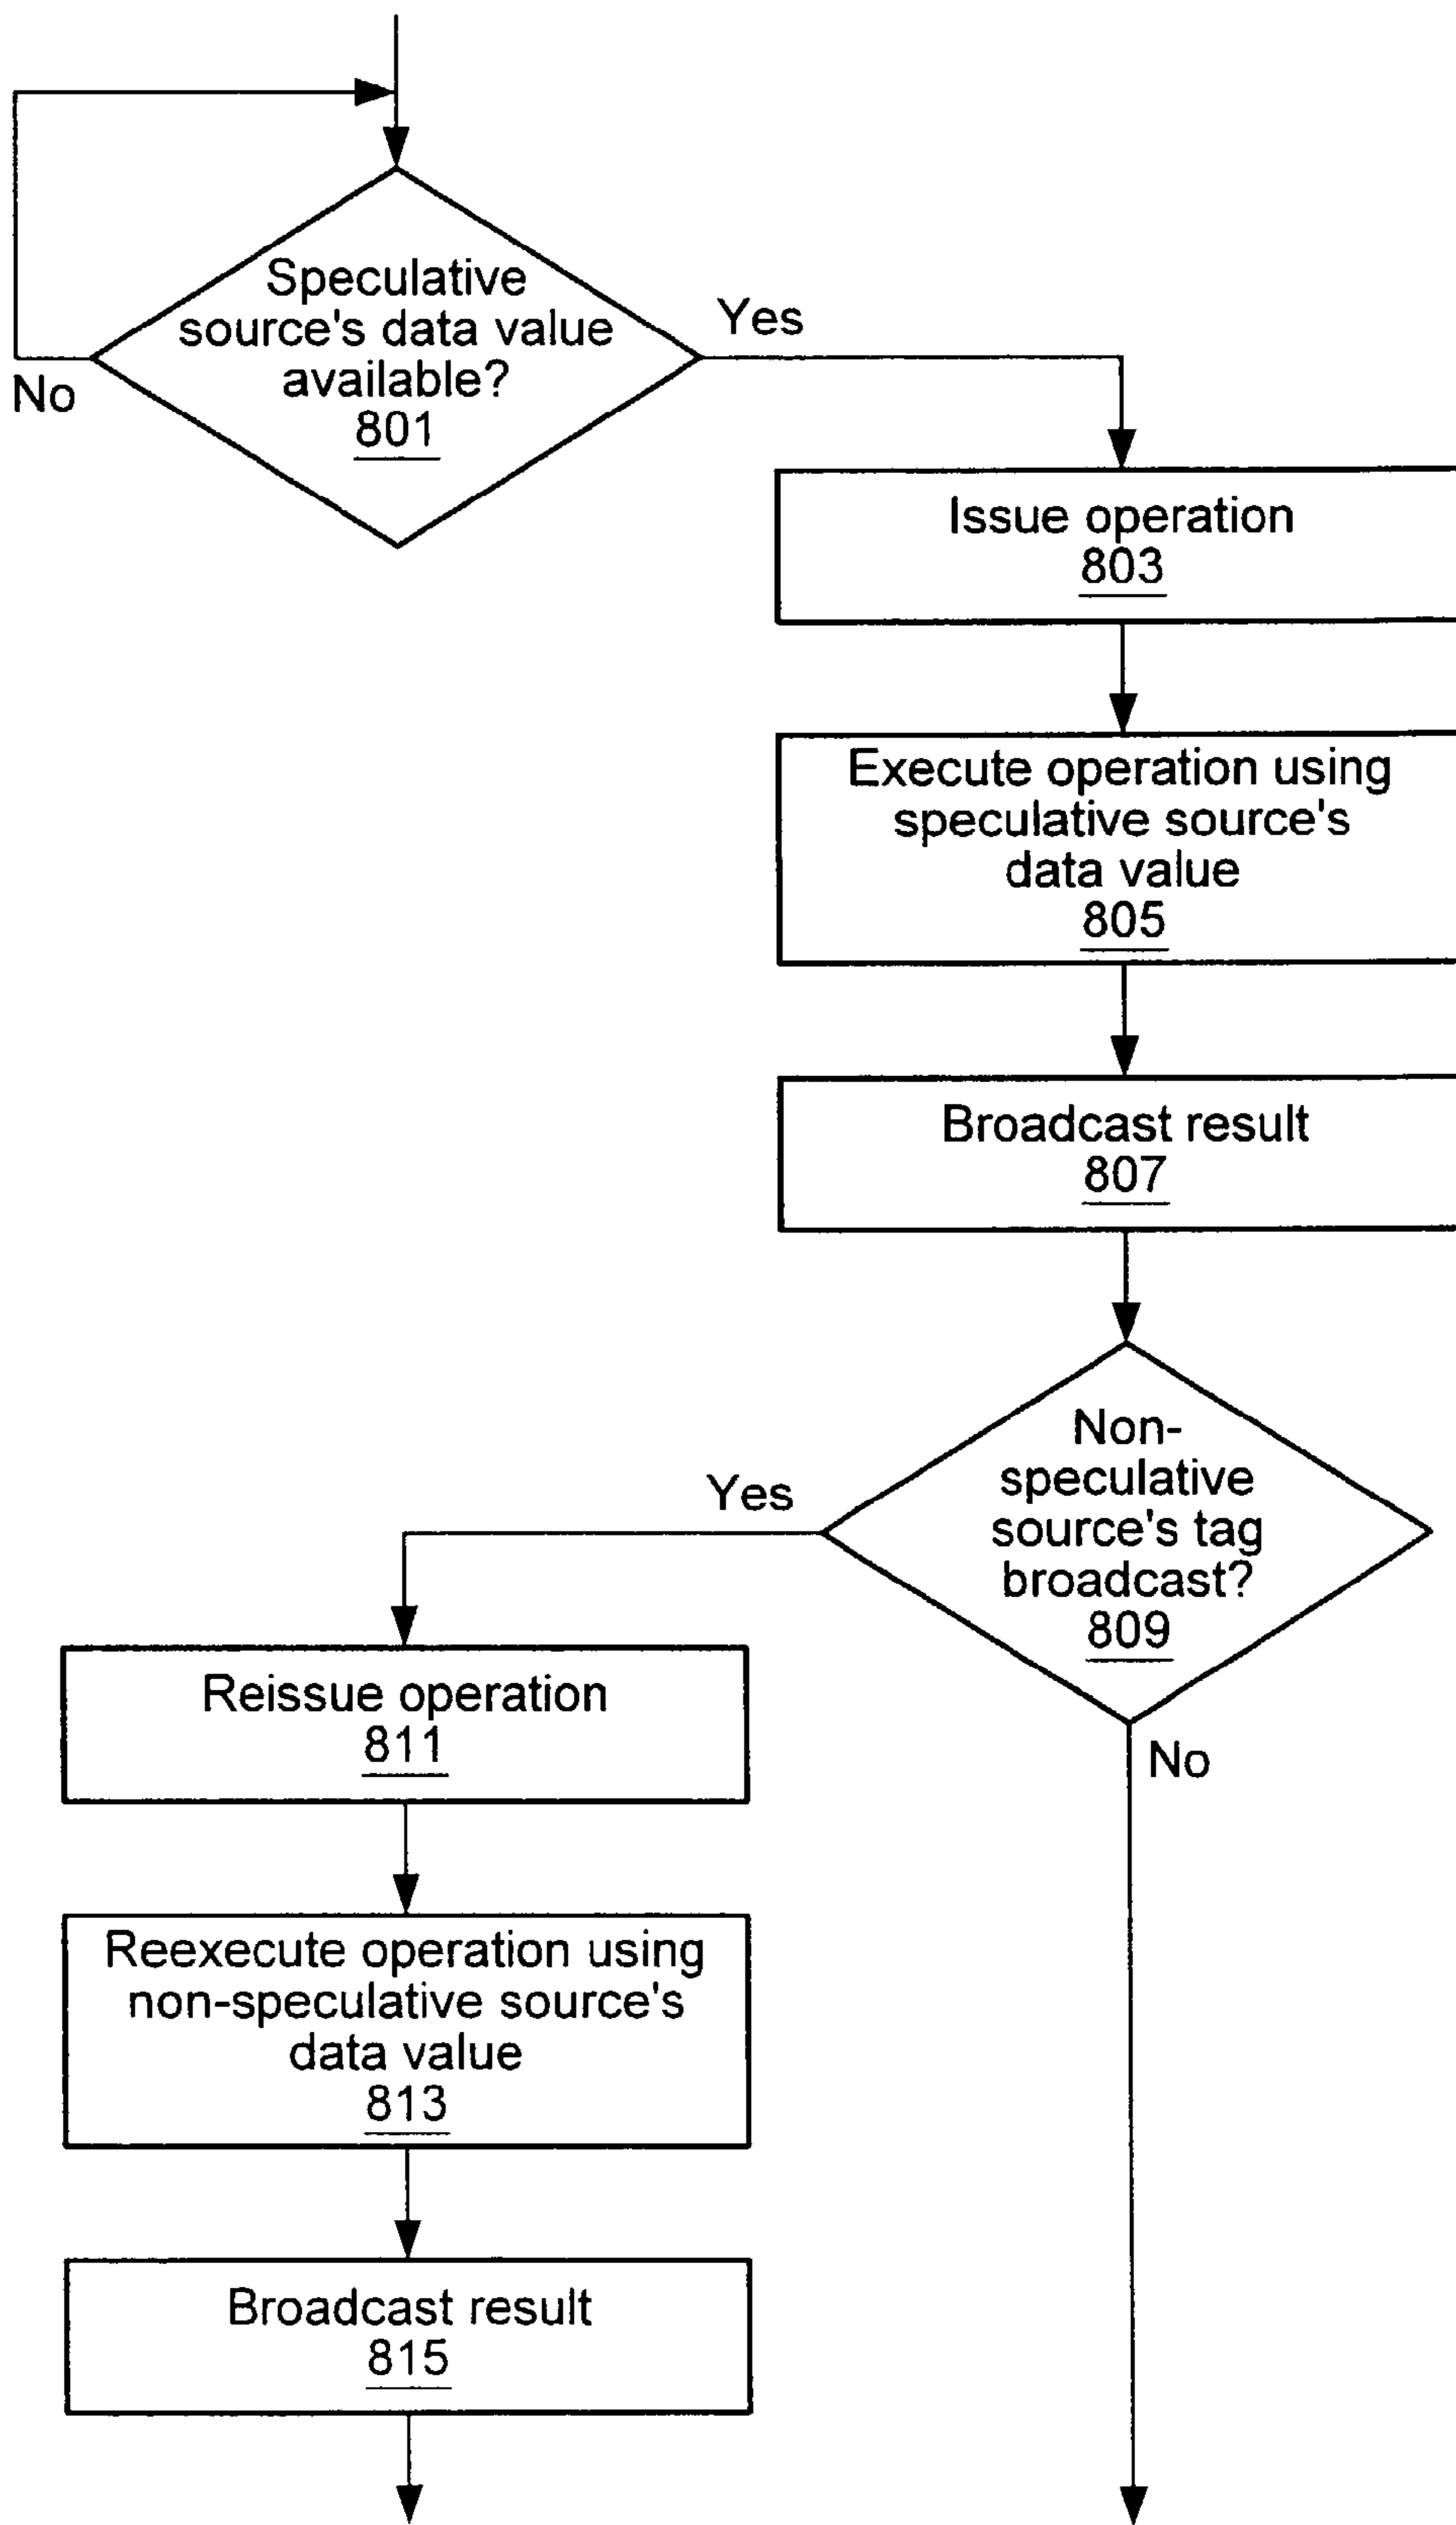 Speculative
source's data value
available?
801
Yes
No
Issue operation
803
Execute operation using
speculative source's
data value
805
Broadcast result
807
Non-
speculative
source's tag
broadcast?
809
Yes
No
Reissue operation
811
Reexecute operation using
non-speculative source's
data value
813
Broadcast result
815